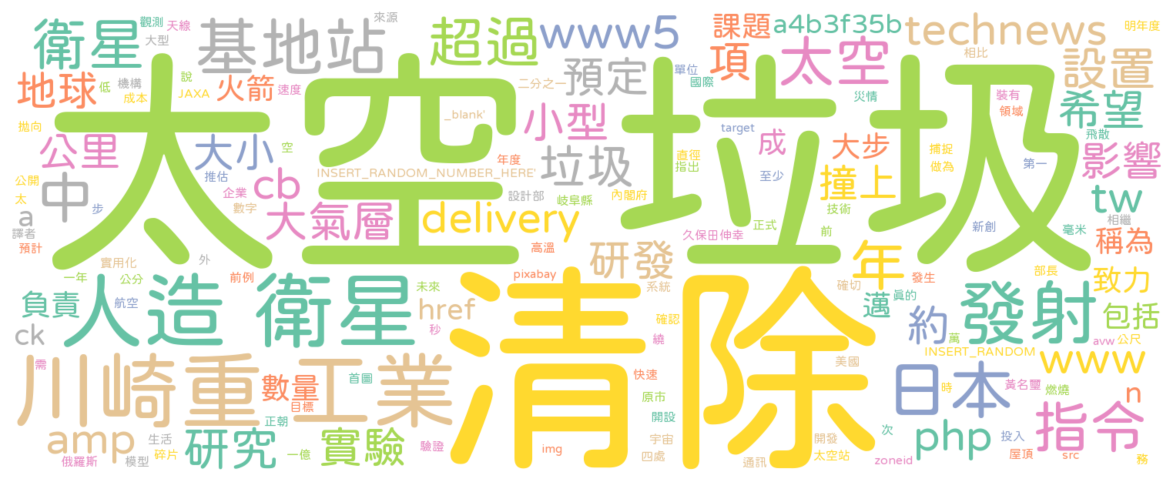 觀測 天線 來源
衛星 基地站 超過 www5 課題 a4b3f35b technews 明年度
大型 說 單位 項 太空 相比 設置
地球 低 機構 火箭 預定 國際 二分之一
成本 JAXA 速度 災情 裝有 希望
拋向 太空 垃圾 _blank' 小型 領域
target 成 大步 飛散
公里 大小 空 年度 垃圾 直徑 捕捉 影響
推估 INSERT_RANDOM_NUMBER_HERE' 指出 至少 撞上 做為 第一
公開 中 企業 cb 設計部 岐阜縣 內閣府 tw
太 步 數字 大氣層 delivery 技術 相繼
a 譯者 久保田伸幸 正式 前 新創 毫米
預計 外 高溫 研發 年 稱為
實用化 一年 公分 前例 pixabay 系統 確切 發生 部長 致力
負責 人造 衛星 未來 清除 邁 眞的 發射 包括
航空 href 約 萬
ck 秒 確認 繞 INSERT_RANDOM avw 公尺
需 川崎重工業 首圖 美國 www
數量 快速 日本 黃名璽 燃燒 n
目標 原市 時 指令
正朝 開設 次
amp 生活 研究 一億 實驗 驗證 img 宇宙 開發 php 投入
俄羅斯 模型 碎片 四處 通訊 太空站 zoneid 屋頂 src 務